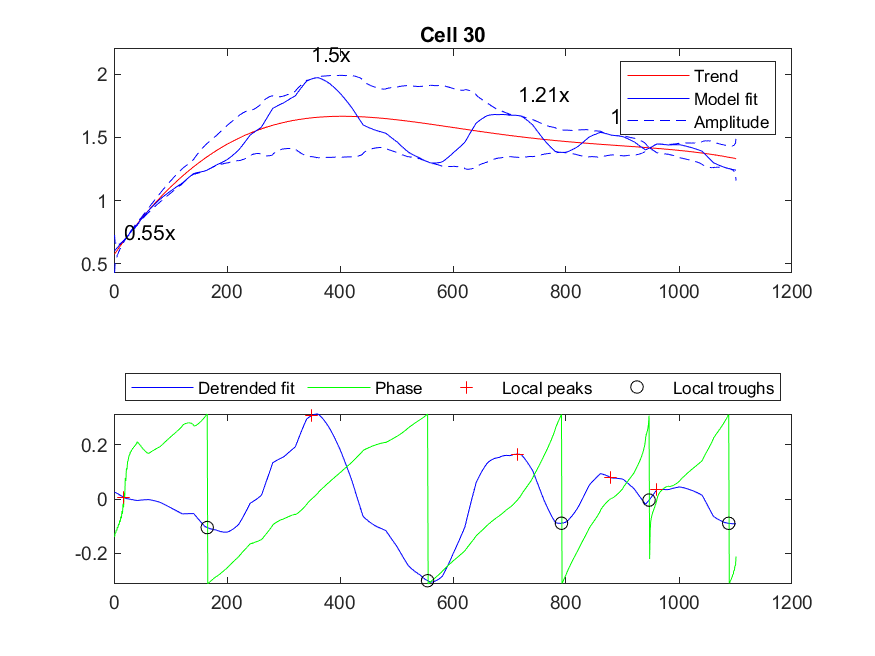 Cell 30
1.5x
2
1.21x
Trend
Model fit
Amplitude
1.5
1
1
0.55x
0.5
0 200 400 600 800 1000 1200
Detrended fit Phase Local peaks Local troughs
0.2
0
-0.2
0 200 400 600 800 1000 1200